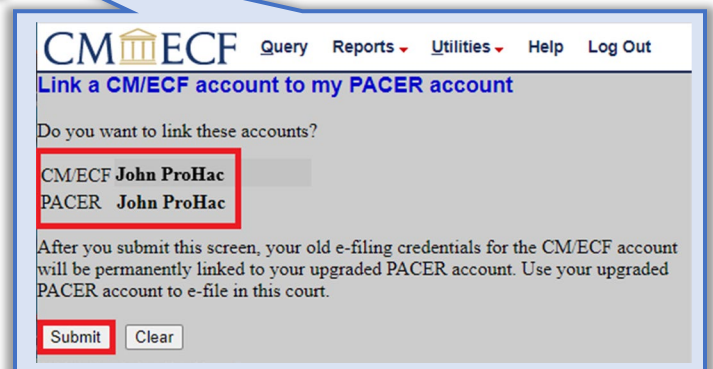 CM ECF Query Reports Utilities Help Log Out
Link a CM/ECF account to my PACER account
Do you want to link these accounts?
CM/ECF John ProHac
PACER John ProHac
After you submit this screen, your old e-filing credentials for the CM/ECF account
will be permanently linked to your upgraded PACER account. Use your upgraded
PACER account to e-file in this court.
Submit Clear